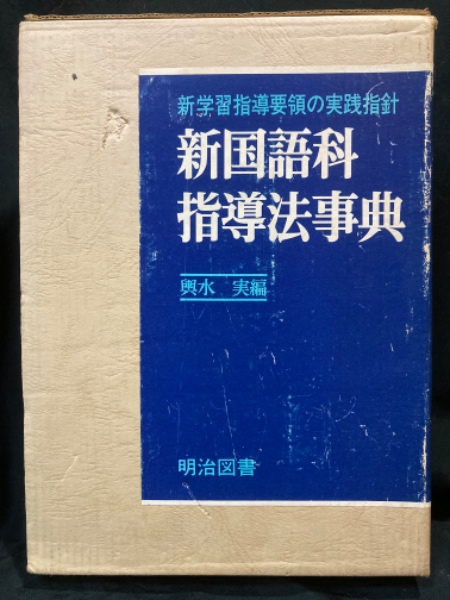 新学習指導要領の実践指針
新国語科
指導法事典
輿水 実編
明治図書